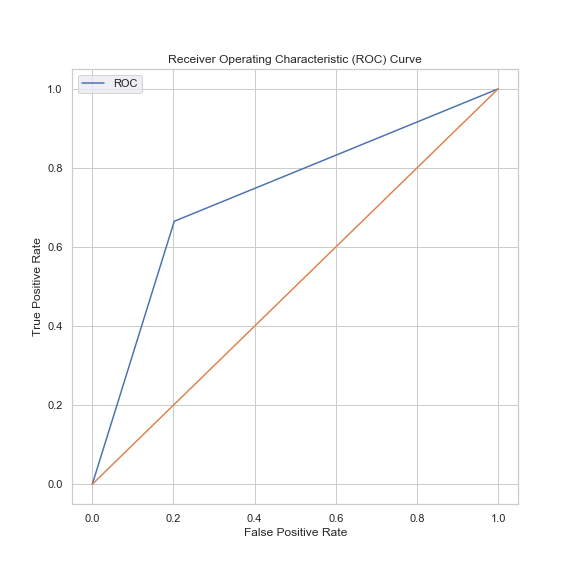 Receiver Operating Characteristic (ROC) Curve
ROC
1.0
0.8
0.6
0.4
0.2
0.0
True Positive Rate
0.0 0.2 0.4 0.6 0.8 1.0
False Positive Rate